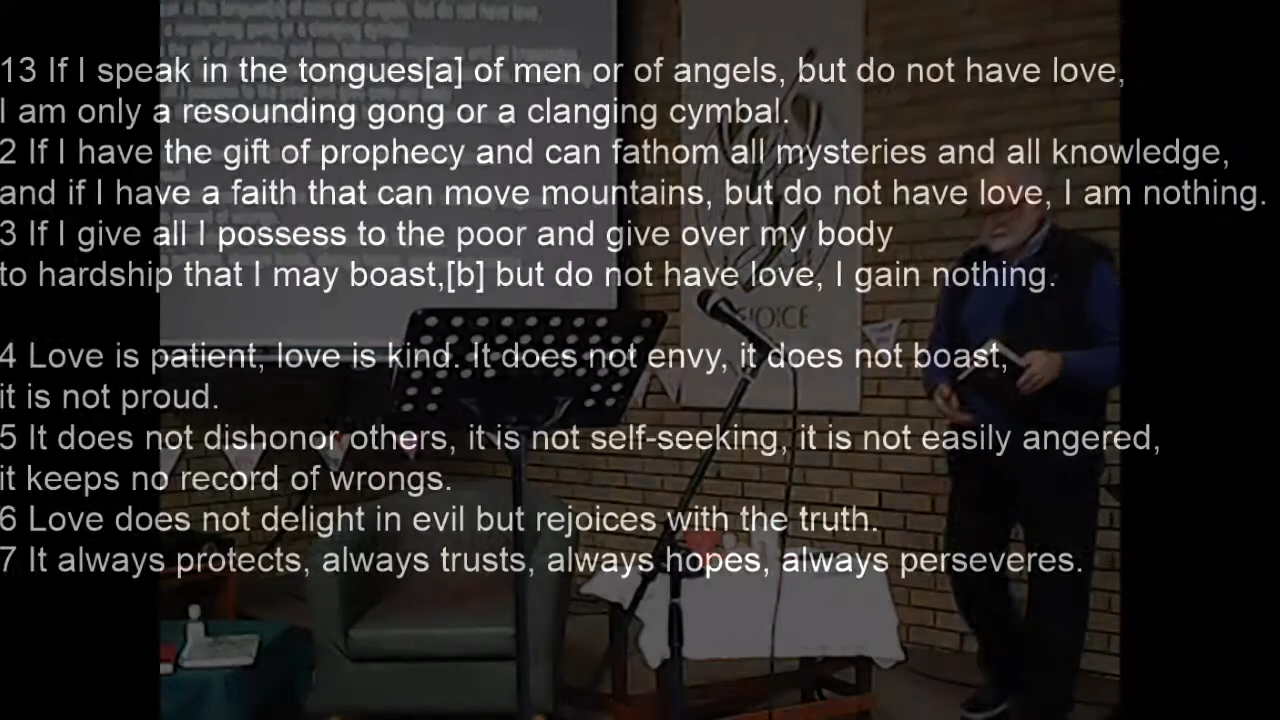 13 If I speak in the tongues[a] of men or of angels, but do not have love,
I am only a resounding gong or a clanging cymbal.
2 If I have the gift of prophecy and can fathom all mysteries and all knowledge,
and if I have a faith that can move mountains, but do not have love, I am nothing.
3 If I give all I possess to the poor and give over my body
to hardship that I may boast,[b] but do not have love, I gain nothing.
4 Love is patient, love is kind. It does not envy, it does not boast,
it is not proud.
5 It does not dishonor others, it is not self-seeking, it is not easily angered,
it keeps no record of wrongs.
6 Love does not delight in evil but rejoices with the truth.
7 It always protects, always trusts, always hopes, always perseveres.